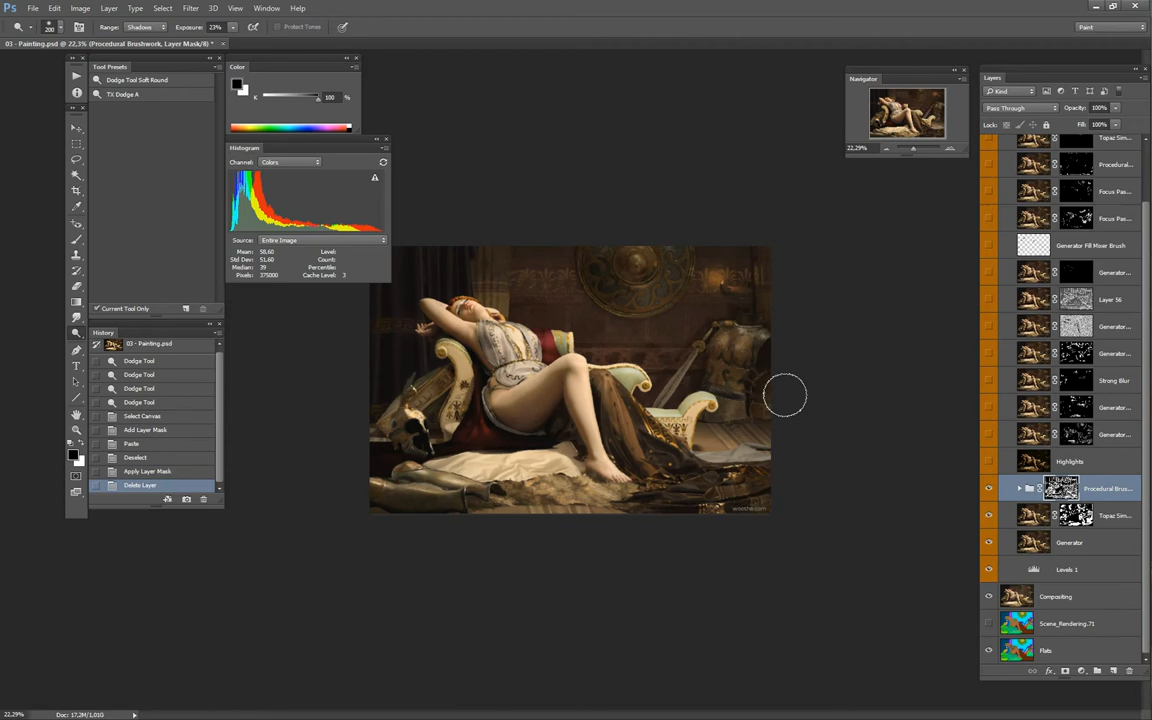 Ps File Edit Image Layer Type Select Filter 3D View Window Help
200 Range: Shadows Exposure: 23% Protect Tones Paint
03 - Painting.psd @ 22,3% (Procedural Brushwork, Layer Mask/8) * ×
Tool Presets
Dodge Tool Soft Round
TX Dodge A
Current Tool Only
History
03 - Painting.psd
Dodge Tool
Dodge Tool
Dodge Tool
Dodge Tool
Select Canvas
Add Layer Mask
Paste
Deselect
Apply Layer Mask
Delete Layer
Color
K 100 %
Histogram
Channel: Colors
Source: Entire Image
Mean: 58,60 Level:
Std Dev: 51,60 Count:
Median: 39 Percentile:
Pixels: 375000 Cache Level: 3
wooshe.com
Navigator
22,29%
Layers
Kind
Pass Through Opacity: 100%
Lock: Fill: 100%
Topaz Sim...
Procedural...
Focus Pas...
Focus Pas...
Generator Fill Mixer Brush
Generator...
Layer 56
Generator...
Generator...
Strong Blur
Generator...
Generator...
Highlights
Procedural Brus...
Topaz Sim...
Generator
Levels 1
Compositing
Scene_Rendering.71
Flats
22,29% Doc: 17,2M/1,01G